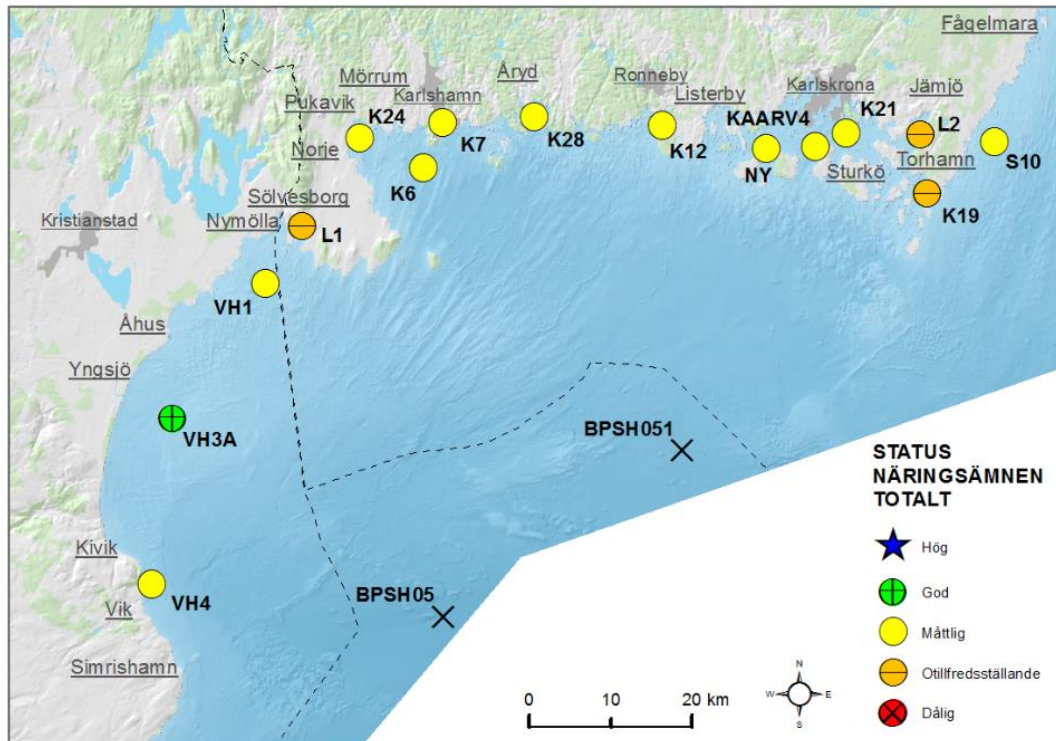 Fågelmara
Mörrum
Åryd
Ronneby
Karlskrona
Jämjö
Pukavik
K24
Karlshamn
Listerby
KAARV4
K21
L2
Norje
K7
K28
K12
NY
Sturkö
Torhamn
S10
K6
K19
Sölvesborg
Kristianstad
Nymölla
L1
VH1
Åhus
Yngsjö
VH3A
BPSH051
STATUS
NÄRINGSÄMNEN
TOTALT
Hög
Kivik
God
BPSH05
VH4
Vik
Måttlig
Simrishamn
Otillfredsställande
0 10 20 km
N
W E
S
Dålig